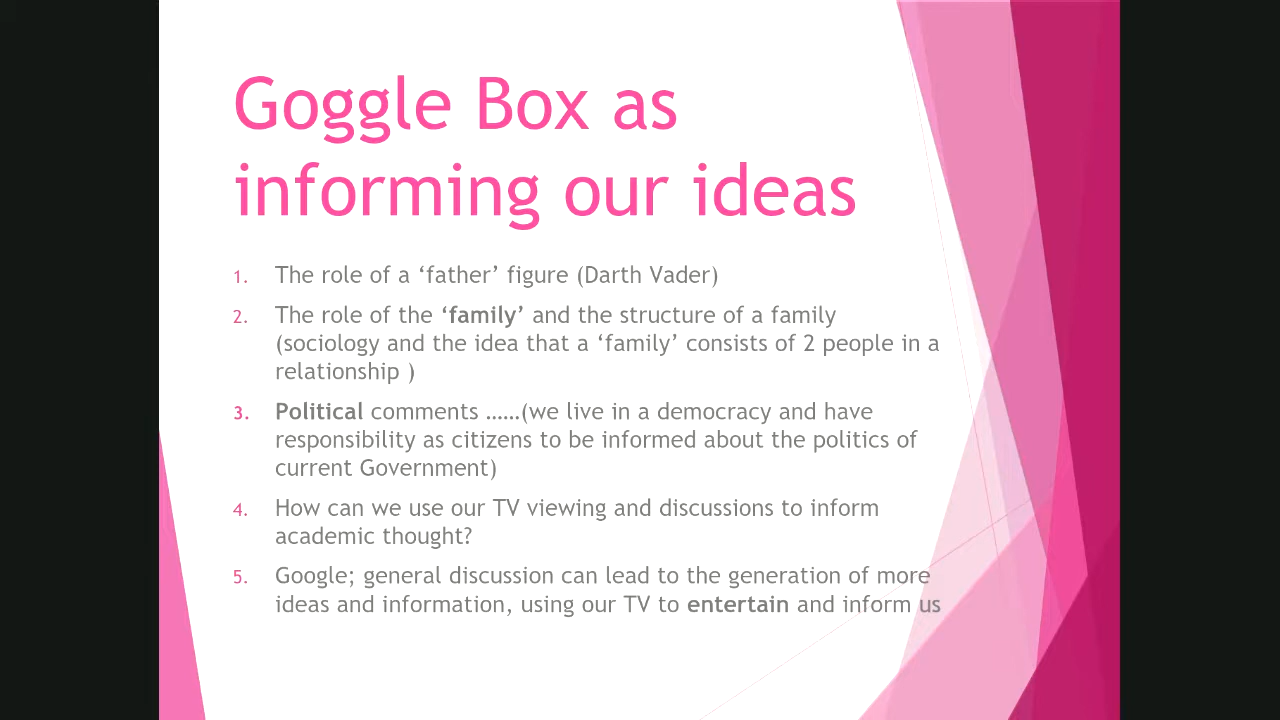 Goggle Box as
informing our ideas
1. The role of a ‘father’ figure (Darth Vader)
2. The role of the ‘family’ and the structure of a family
(sociology and the idea that a ‘family’ consists of 2 people in a
relationship )
3. Political comments ……(we live in a democracy and have
responsibility as citizens to be informed about the politics of
current Government)
4. How can we use our TV viewing and discussions to inform
academic thought?
5. Google; general discussion can lead to the generation of more
ideas and information, using our TV to entertain and inform us